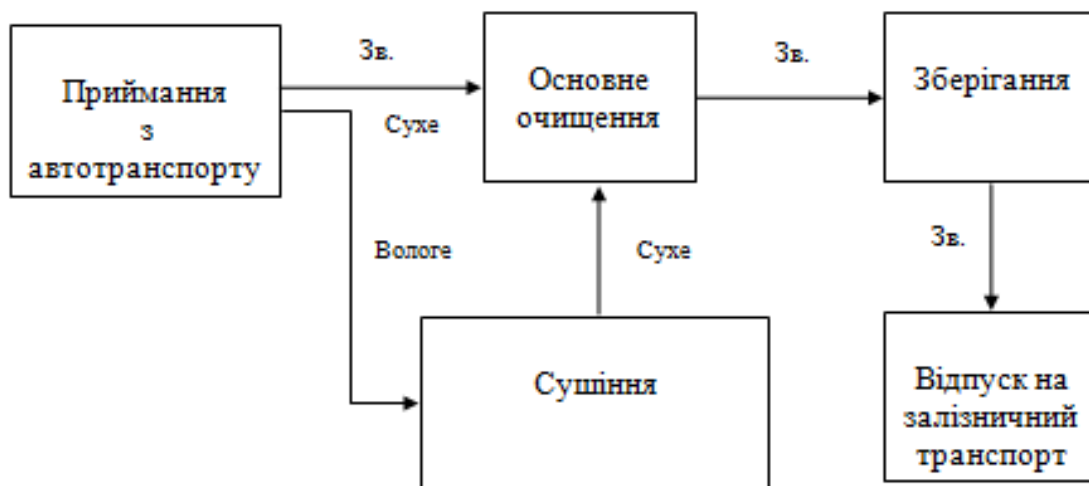 Приймання
з
автотранспорту
Зв.
Сухе
Основне
очищення
Зв.
Зберігання
Вологе
Сухе
Зв.
Сушіння
Відпуск на
залізничний
транспорт